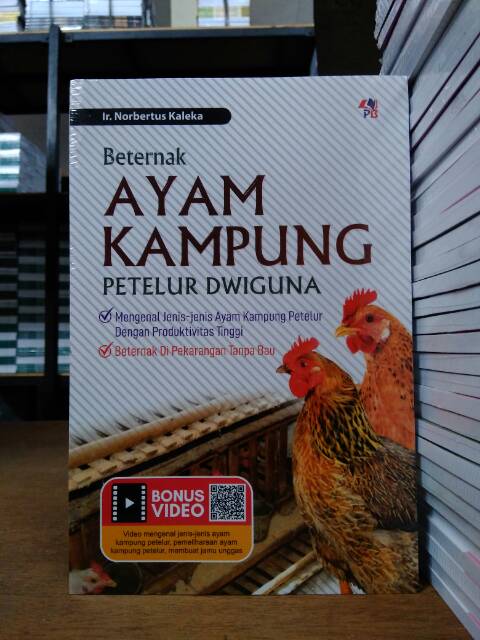 Ir. Norbertus Kaleka
PB
Beternak
AYAM
KAMPUNG
PETELUR DWIGUNA
Mengenal Jenis-jenis Ayam Kampung Petelur
Dengan Produktivitas Tinggi
Beternak Di Pekarangan Tanpa Bau
BONUS
VIDEO
Video mengenal jenis-jenis ayam
kampung petelur, pemeliharaan ayam
kampung petelur, membuat jamu unggas